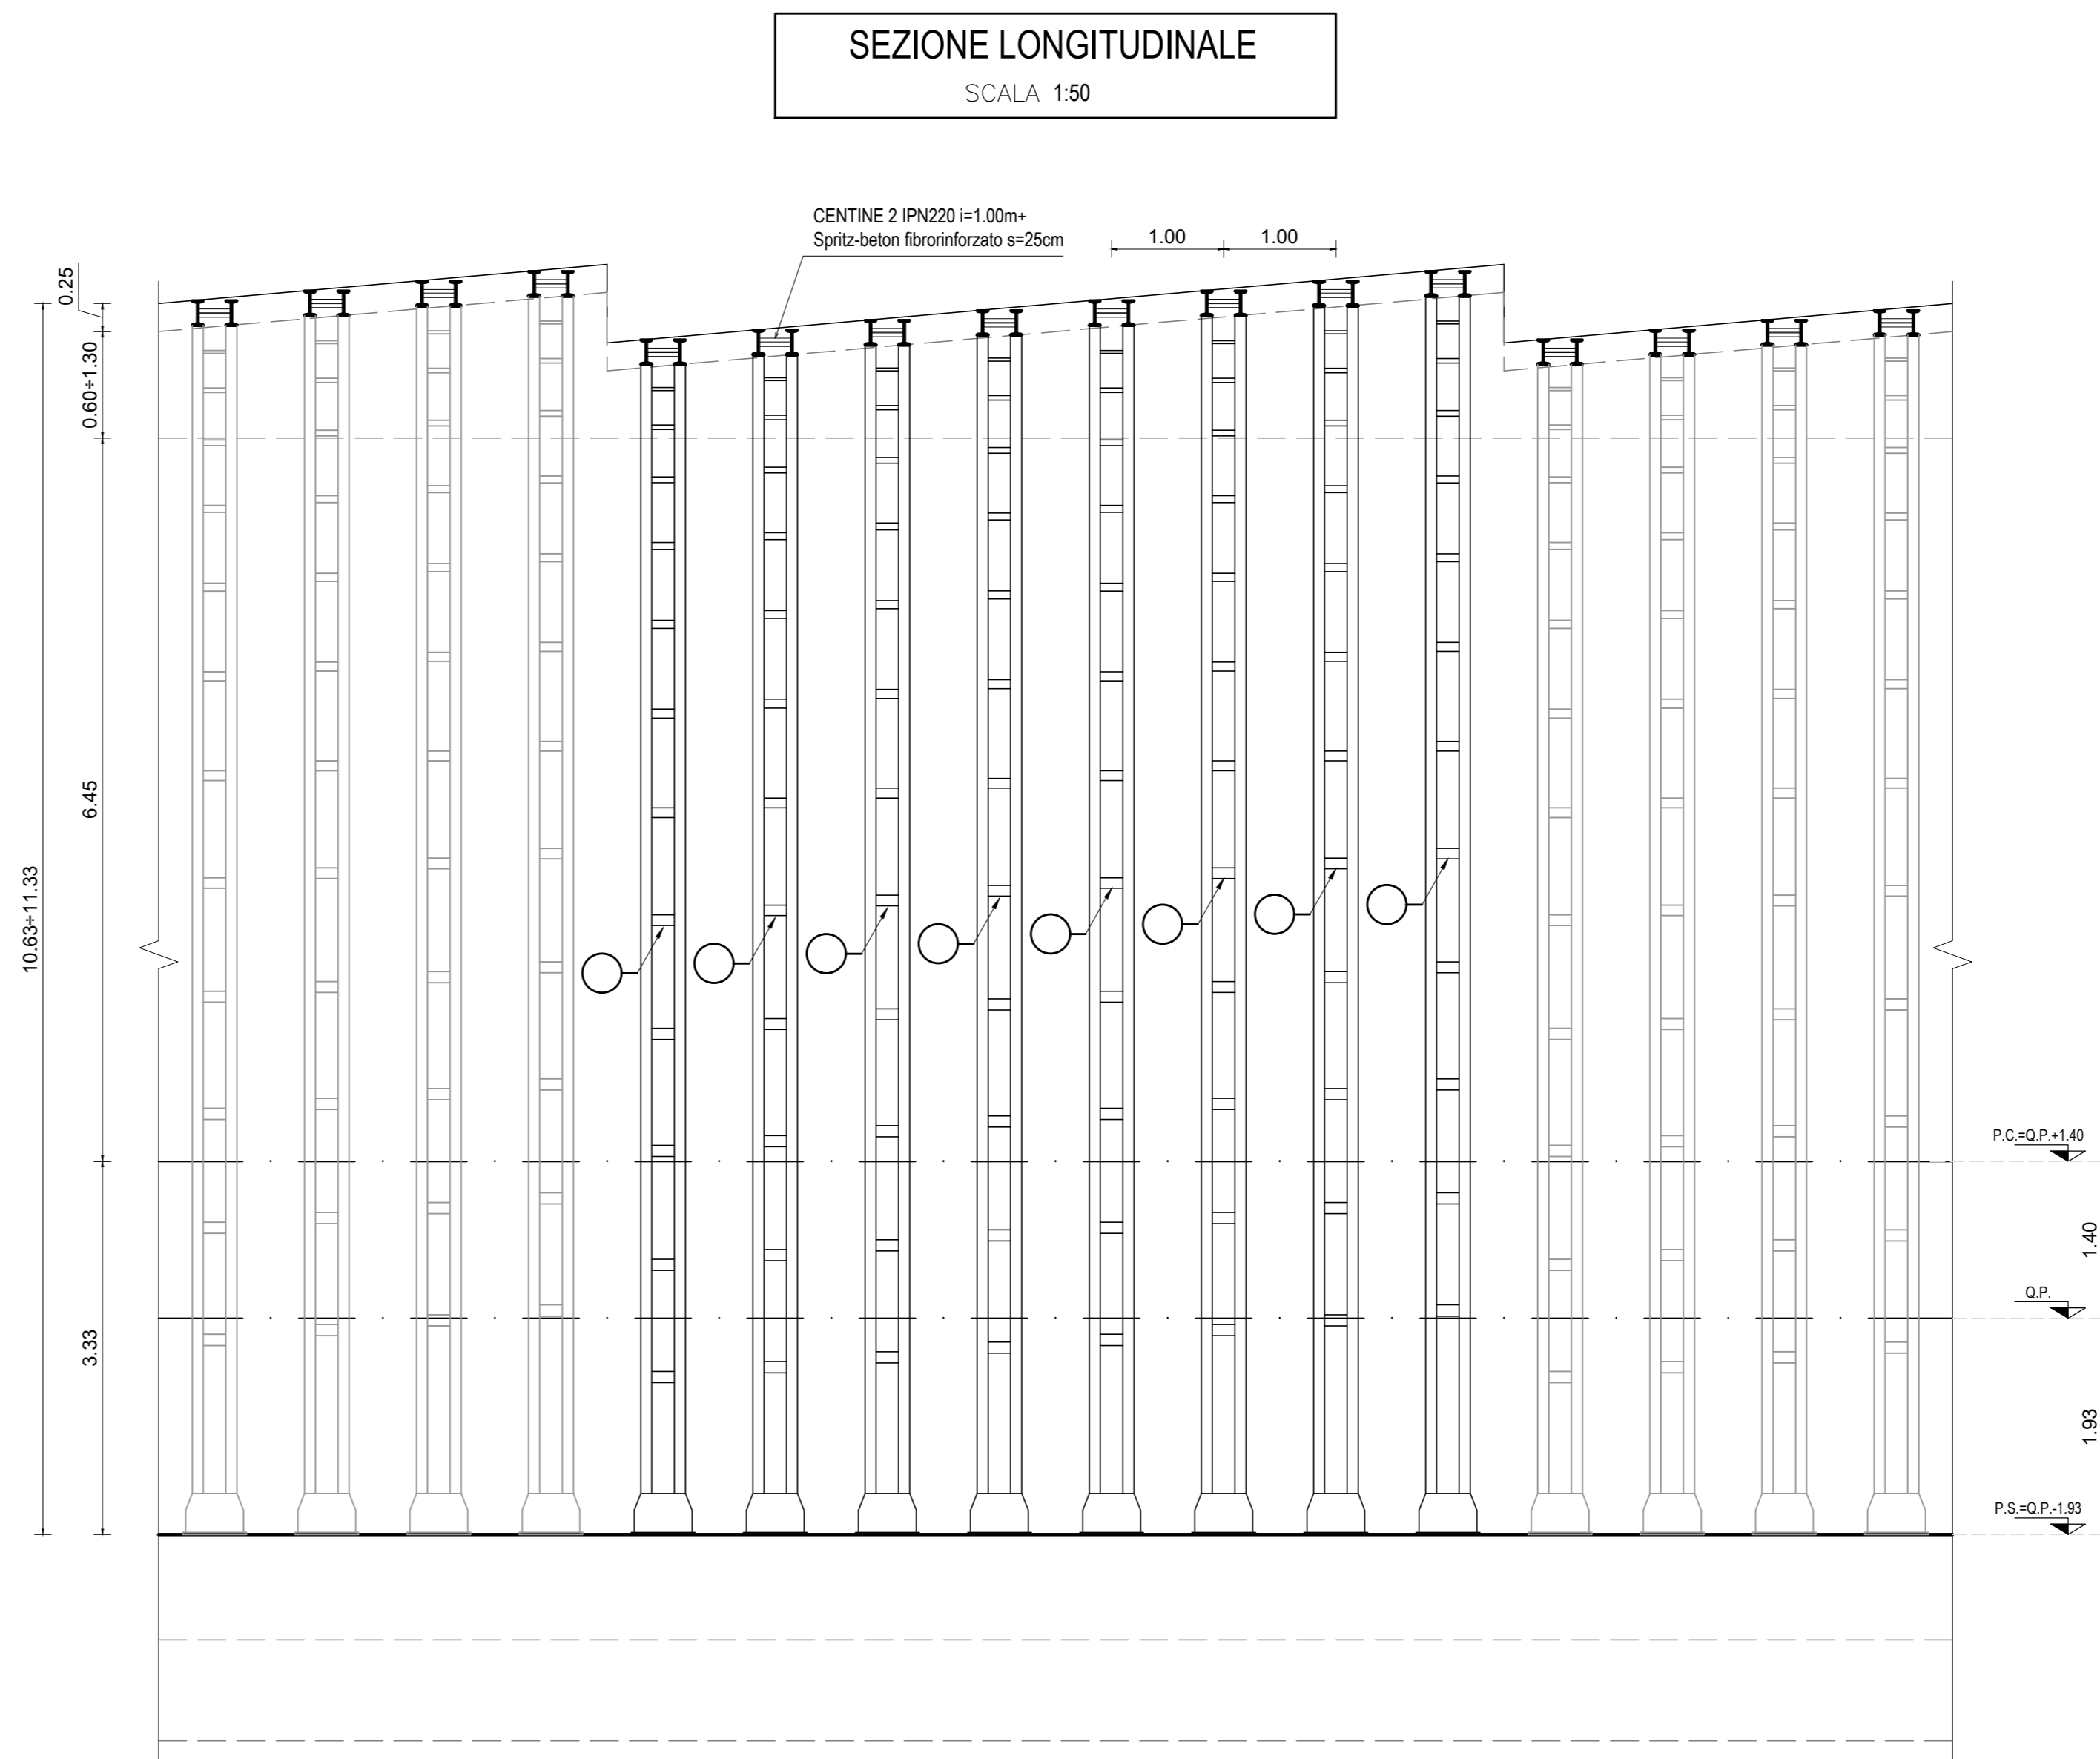 SEZIONE LONGITUDINALE
SCALA 1:50
CENTINE 2 IPN220 i=1.00m+
Spritz-beton fibrorinforzato s=25cm
1.00
1.00
0.25
0.60÷1.30
6.45
10.63÷11.33
3.33
P.C.=Q.P.+1.40
1.40
Q.P.
1.93
P.S.=Q.P.-1.93